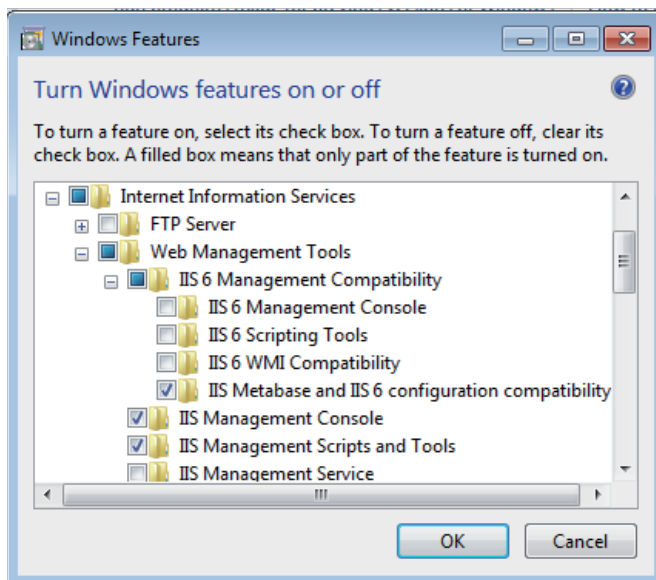 Windows Features
Turn Windows features on or off
To turn a feature on, select its check box. To turn a feature off, clear its
check box. A filled box means that only part of the feature is turned on.
Internet Information Services
FTP Server
Web Management Tools
IIS 6 Management Compatibility
IIS 6 Management Console
IIS 6 Scripting Tools
IIS 6 WMI Compatibility
IIS Metabase and IIS 6 configuration compatibility
IIS Management Console
IIS Management Scripts and Tools
IIS Management Service
OK Cancel